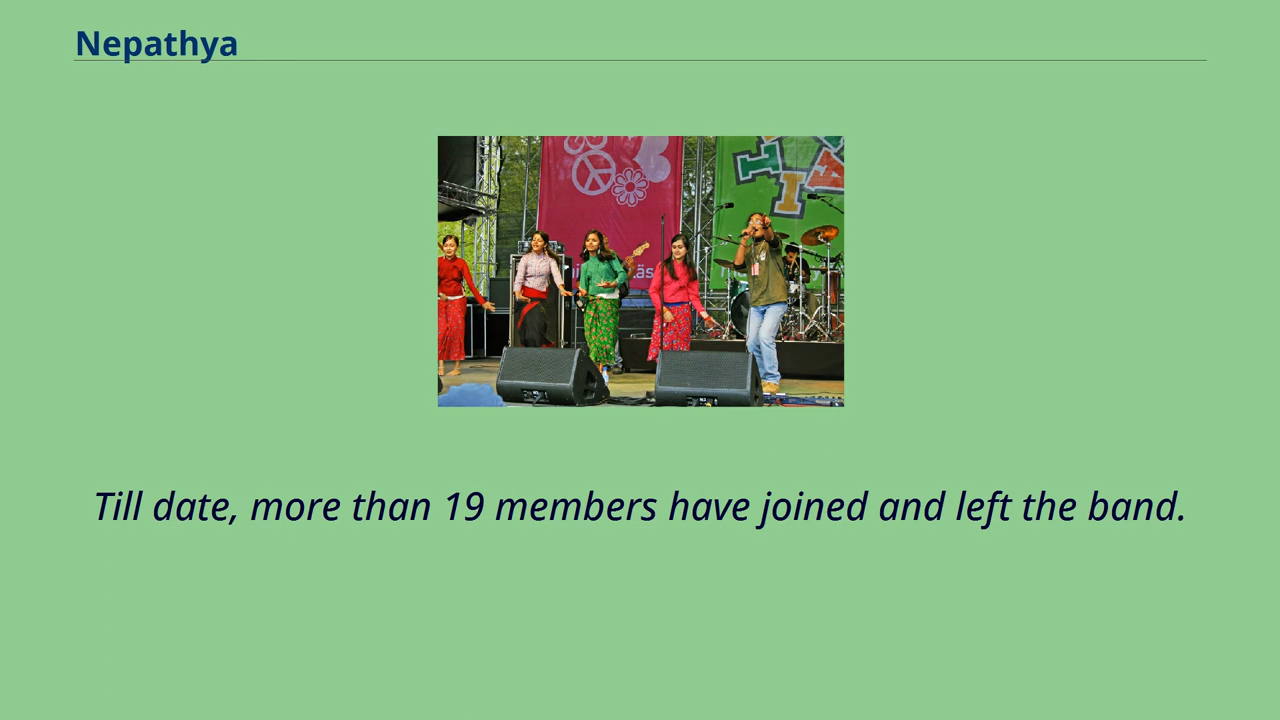 Nepathya
Till date, more than 19 members have joined and left the band.